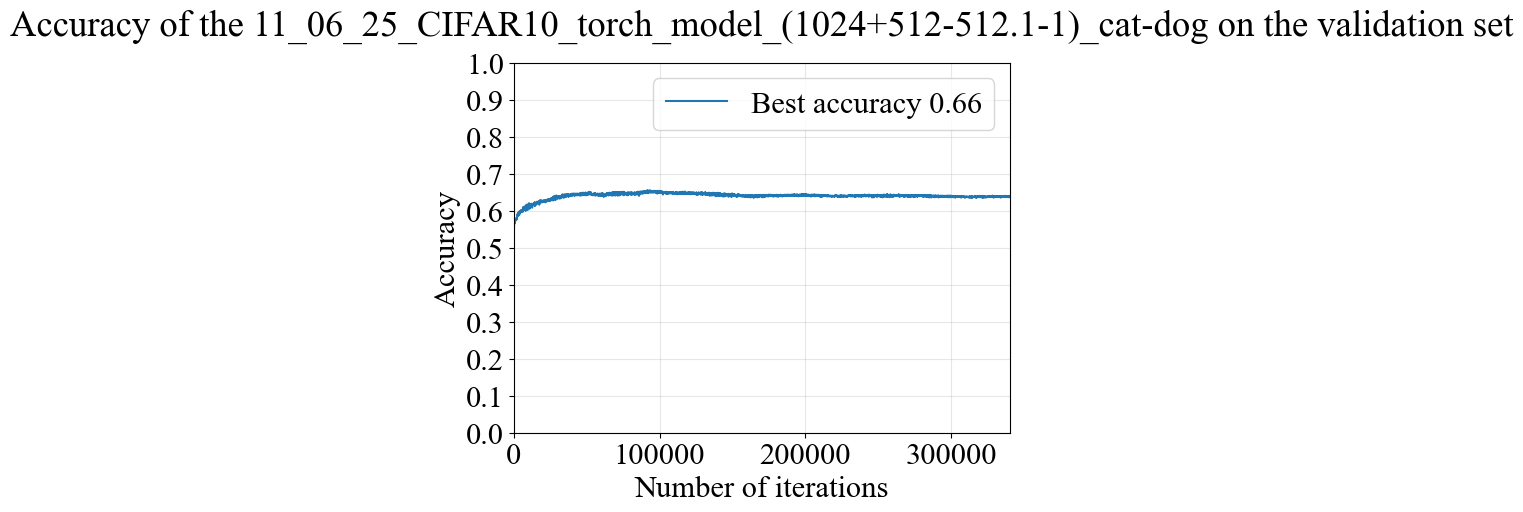 Accuracy of the 11_06_25_CIFAR10_torch_model_(1024+512-512.1-1)_cat-dog on the validation set
Best accuracy 0.66
1.0
0.9
0.8
0.7
0.6
0.5
0.4
0.3
0.2
0.1
0.0
Accuracy
0 100000 200000 300000
Number of iterations